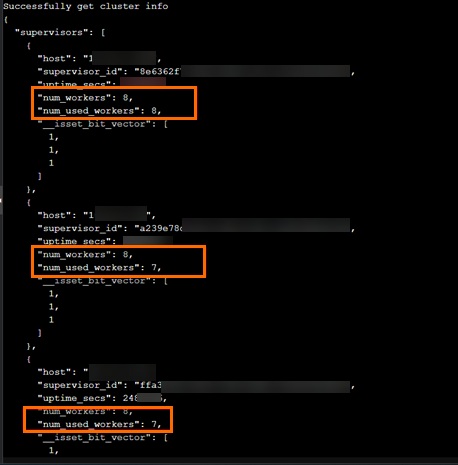 Successfully get cluster info
{
"supervisors": [
{
"host": "1
"supervisor_id": "8e6362f
"uptime_secs":
"num_workers": 8,
"num_used_workers": 8,
"__isset_bit_vector": [
1,
1,
1
]
},
{
"host": "1 ",
"supervisor_id": "a239e78
"uptime_secs":
"num_workers": 8,
"num_used_workers": 7,
"__isset_bit_vector": [
1,
1,
1
]
},
{
"host": "
"supervisor_id": "ffa3
"uptime_secs": 248
"num_workers": 8,
"num_used_workers": 7,
"__isset_bit_vector": [
1,